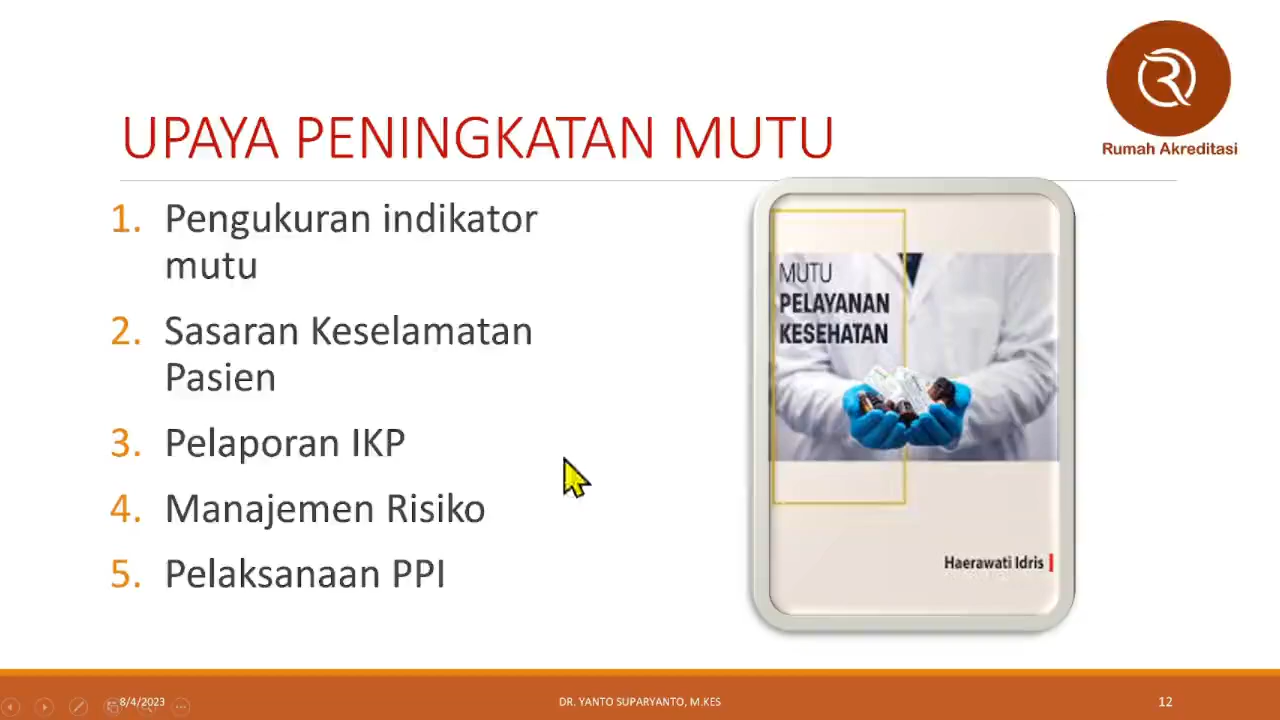 Rumah Akreditasi
UPAYA PENINGKATAN MUTU
1. Pengukuran indikator
mutu
2. Sasaran Keselamatan
Pasien
3. Pelaporan IKP
4. Manajemen Risiko
5. Pelaksanaan PPI
MUTU
PELAYANAN
KESEHATAN
Haerawati Idris
8/4/2023
DR. YANTO SUPARYANTO, M.KES
12